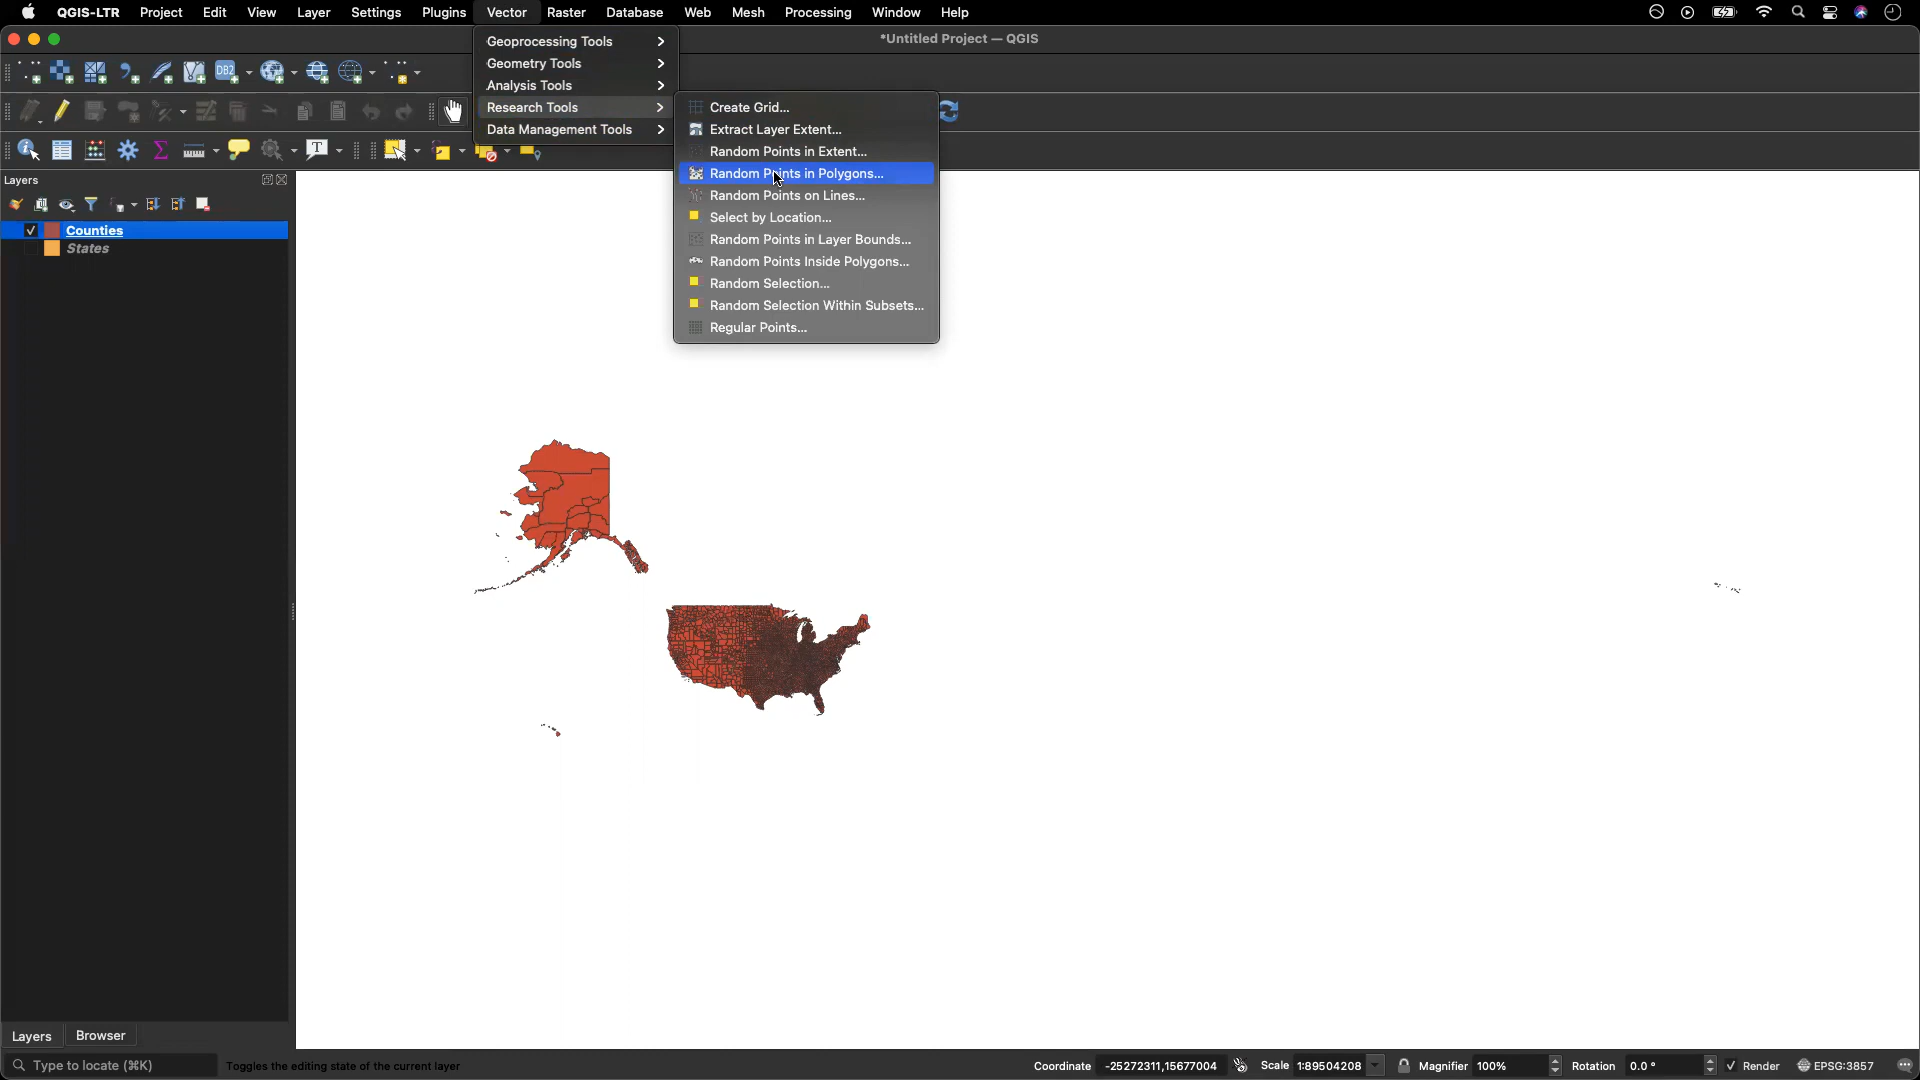 QGIS-LTR Project Edit View Layer Settings Plugins Vector Raster Database Web Mesh Processing Window Help
*Untitled Project — QGIS
Geoprocessing Tools
Geometry Tools
Analysis Tools
Research Tools
Data Management Tools
Create Grid...
Extract Layer Extent...
Random Points in Extent...
Random Points in Polygons...
Random Points on Lines...
Select by Location...
Random Points in Layer Bounds...
Random Points Inside Polygons...
Random Selection...
Random Selection Within Subsets...
Regular Points...
DB2
T
Layers
Counties
States
Layers Browser
Type to locate (⌘K) Toggles the editing state of the current layer Coordinate -25272311,15677004 Scale 1:89504208 Magnifier 100% Rotation 0.0 ° Render EPSG:3857